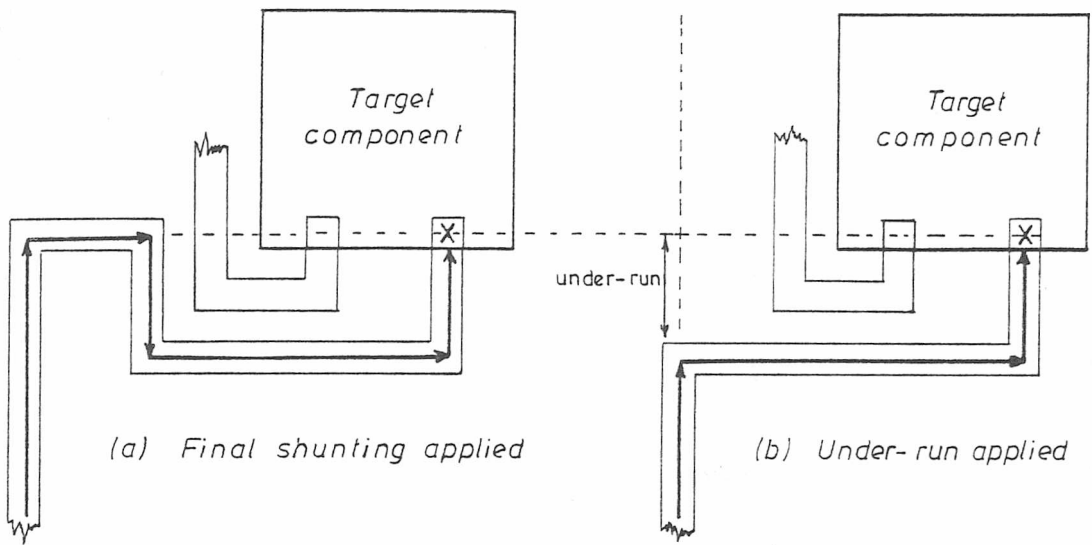 Target
component
X
(a) Final shunting applied
under-run
Target
component
X
(b) Under-run applied